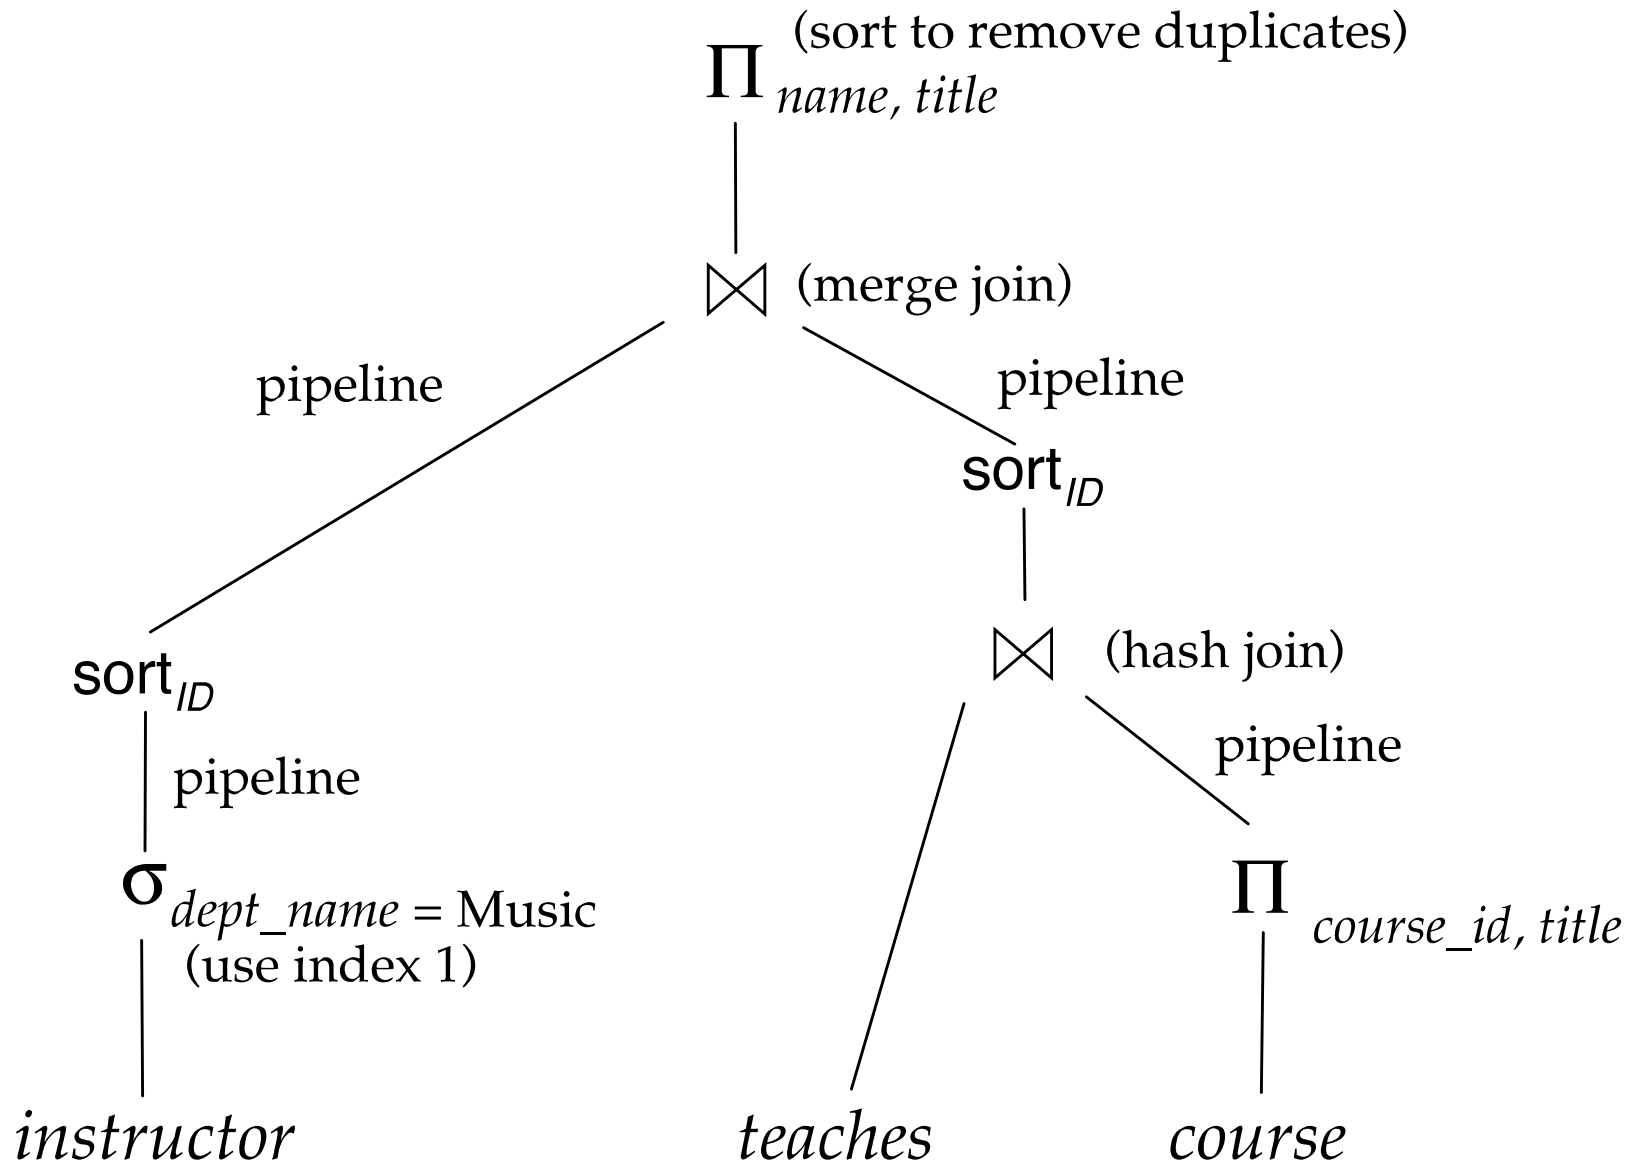 (sort to remove duplicates)
Π name, title
⋈ (merge join)
pipeline
pipeline
sort ID
⋈ (hash join)
sort ID
pipeline
pipeline
σ dept_name = Music
(use index 1)
Π course_id, title
instructor
teaches
course